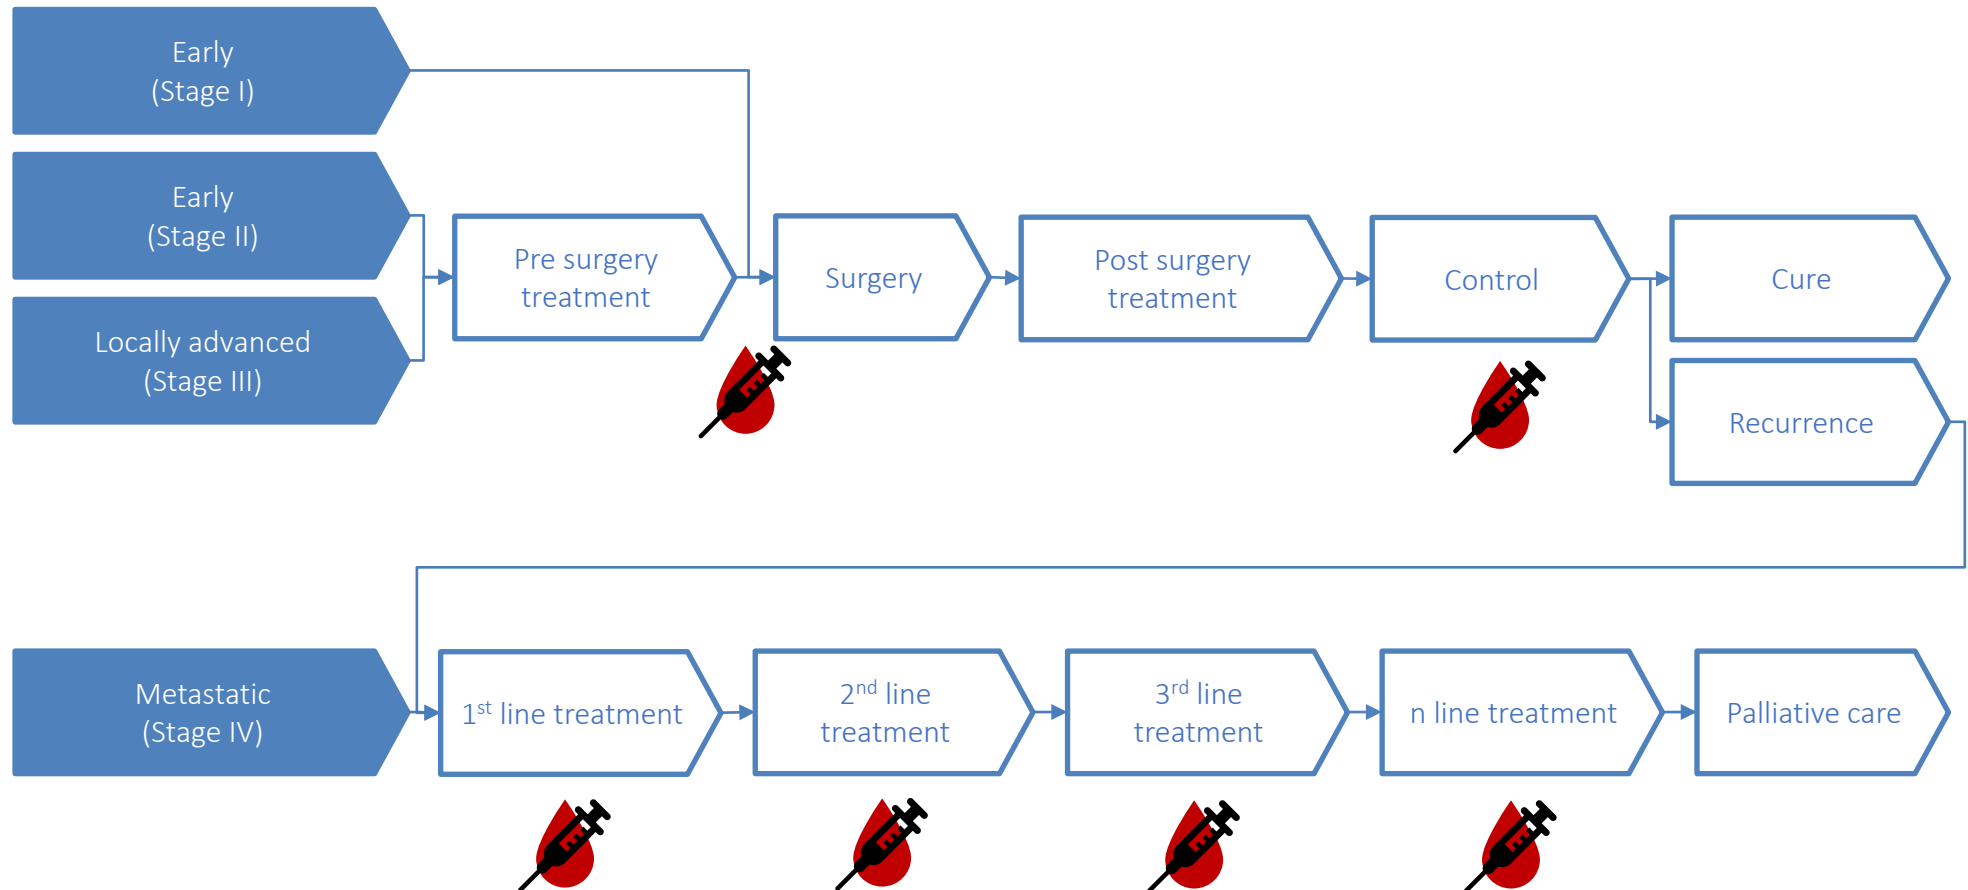 Early
(Stage I)
Early
(Stage II)
Locally advanced
(Stage III)
Pre surgery
treatment
Surgery
Post surgery
treatment
Control
Cure
Recurrence
Metastatic
(Stage IV)
1st line treatment
2nd line
treatment
3rd line
treatment
n line treatment
Palliative care